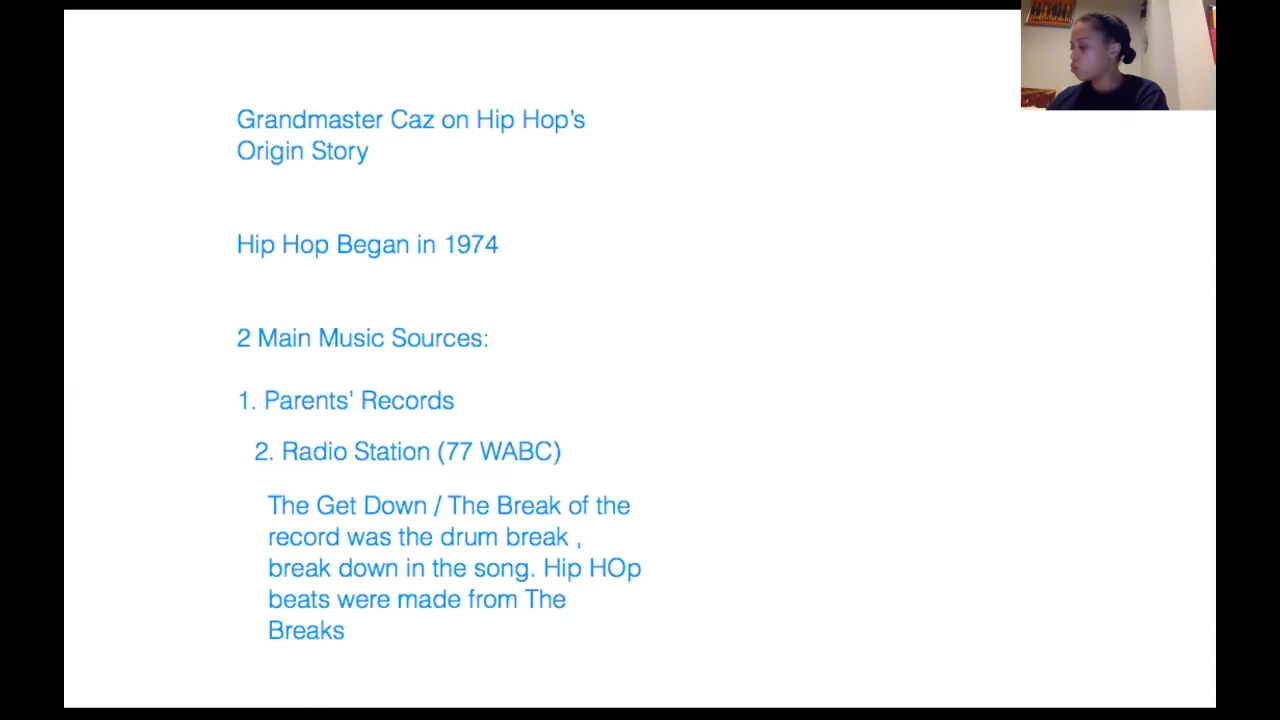 Grandmaster Caz on Hip Hop's
Origin Story
Hip Hop Began in 1974
2 Main Music Sources:
1. Parents' Records
2. Radio Station (77 WABC)
The Get Down / The Break of the
record was the drum break ,
break down in the song. Hip HOp
beats were made from The
Breaks